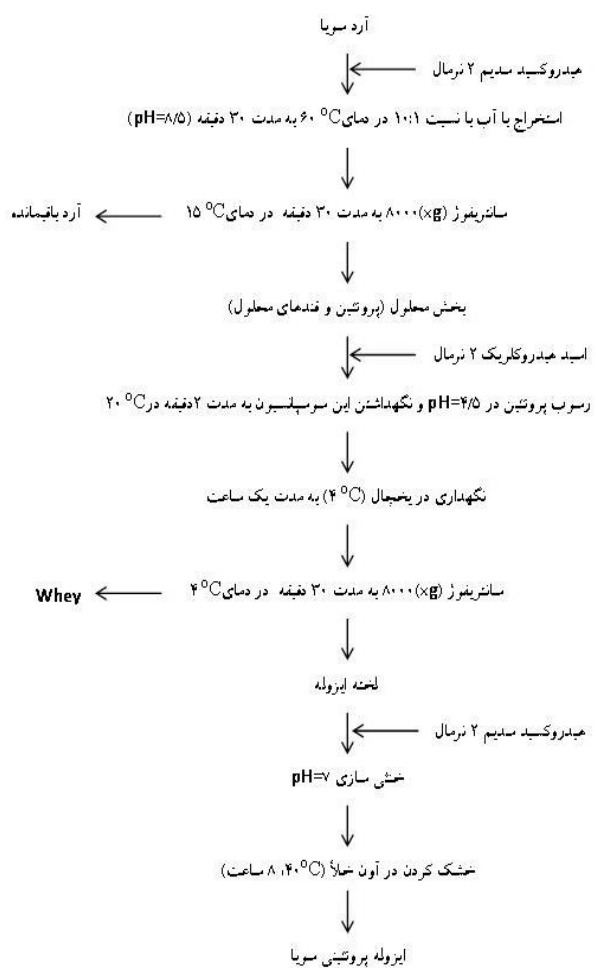 آرد سویا
هیدروکسید سدیم ۲ نرمال
استخراج با آب با نسبت ۱۰:۱ در دمای ۶۰ °C به مدت ۳۰ دقیقه (pH=۸/۵)
سانتریفوژ (×g)۸۰۰۰ به مدت ۳۰ دقیقه در دمای ۱۵ °C
آرد باقیمانده
بخش محلول (پروتئین و قندهای محلول)
اسید هیدروکلریک ۲ نرمال
رسوب پروتئین در pH=۴/۵ و نگهداشتن این سوسپانسیون به مدت ۲دقیقه در ۲۰ °C
نگهداری در یخچال (۴ °C) به مدت یک ساعت
سانتریفوژ (×g)۸۰۰۰ به مدت ۳۰ دقیقه در دمای ۴ °C
Whey
لخته ایزوله
هیدروکسید سدیم ۲ نرمال
خنثی سازی pH=۷
خشک کردن در آون خلأ (۴۰°C، ۸ ساعت)
ایزوله پروتئینی سویا